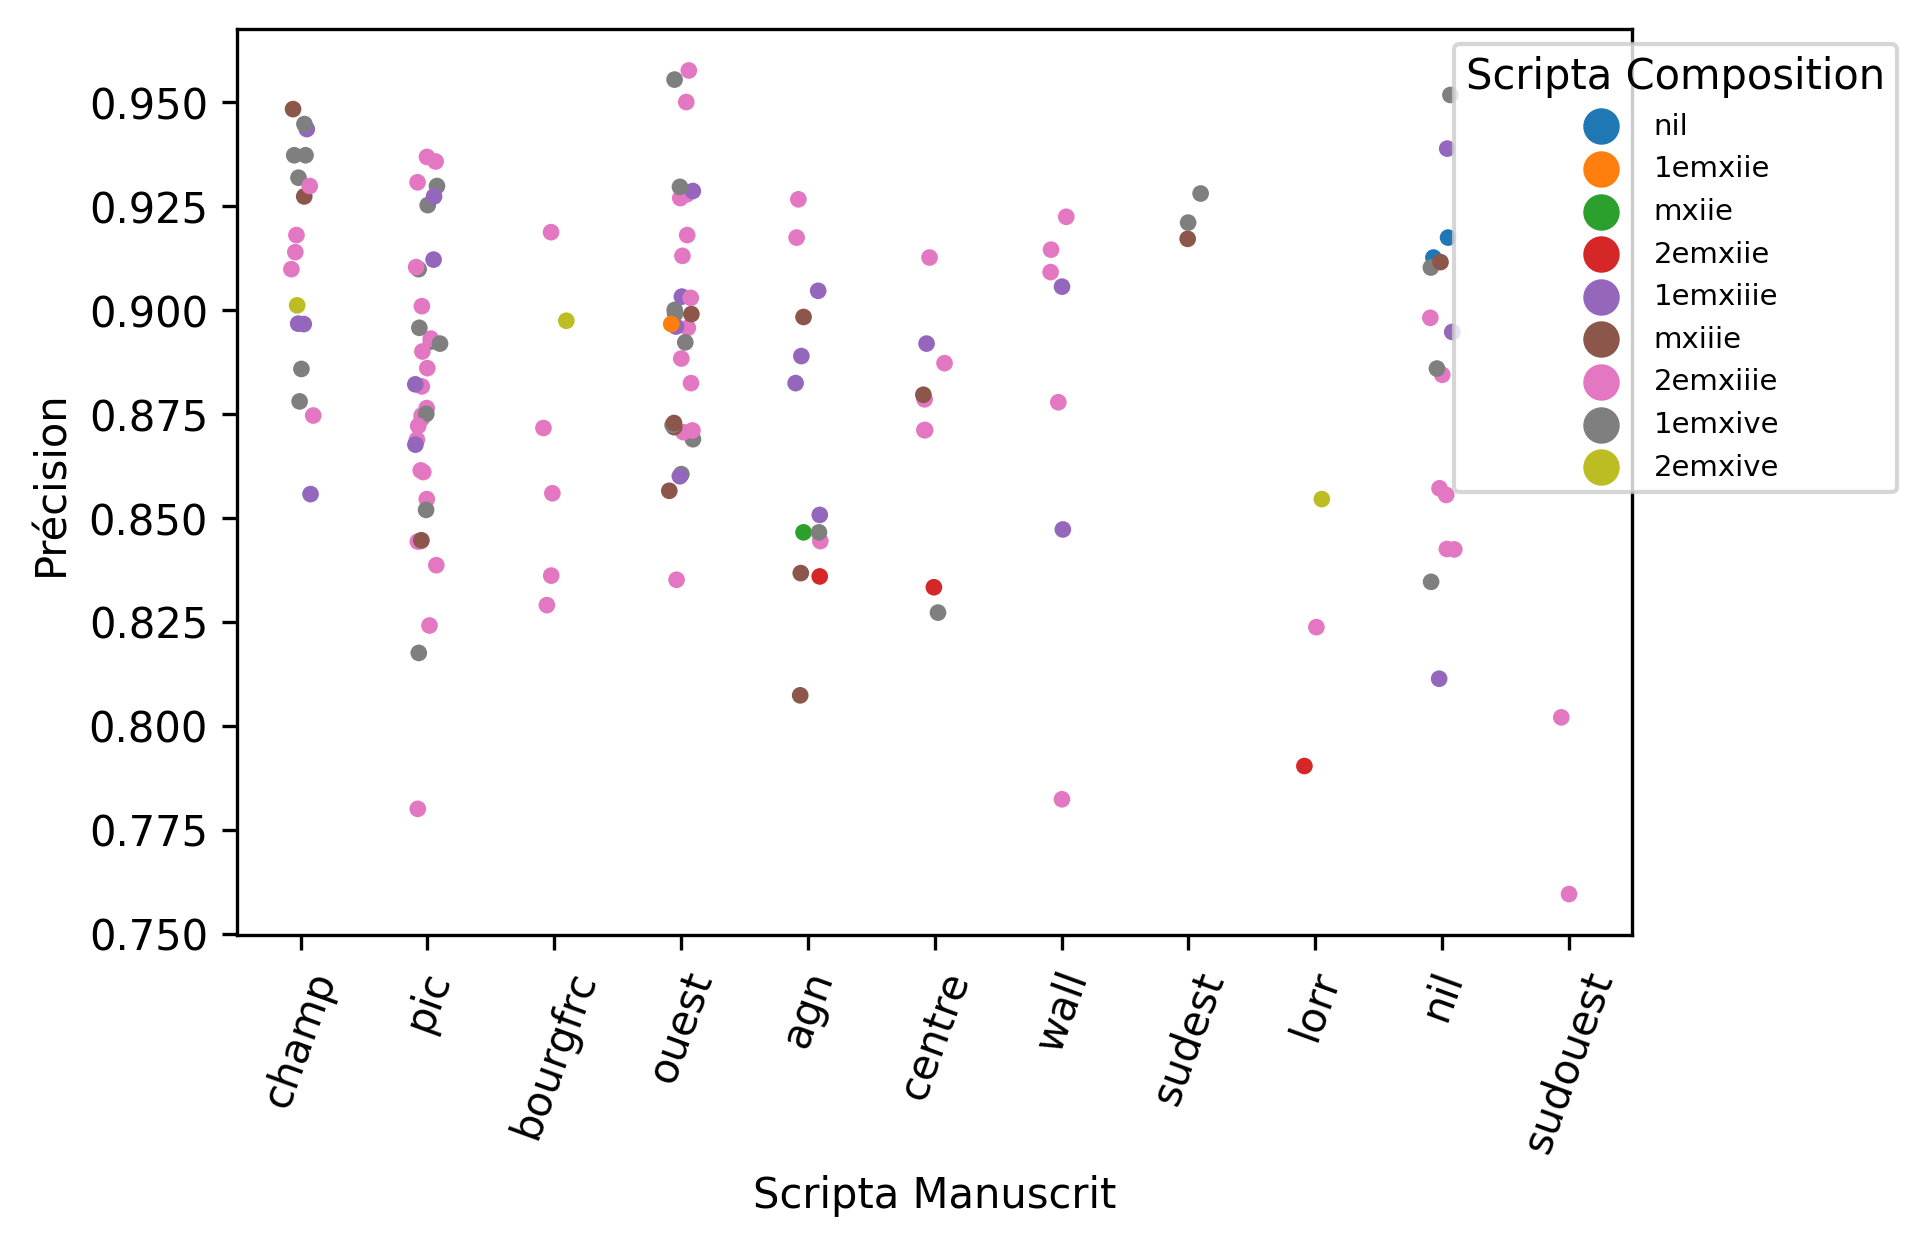 Scripta Composition
nil
1emxiie
mxiie
2emxiie
1emxiiie
mxiiie
2emxiiie
1emxive
2emxive
Précision
0.950
0.925
0.900
0.875
0.850
0.825
0.800
0.775
0.750
champ
pic
bourgfrc
ouest
agn
centre
wall
sudest
lorr
nil
sudouest
Scripta Manuscrit